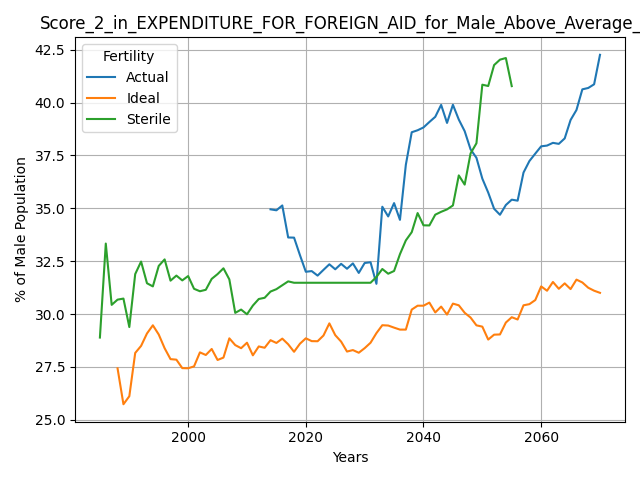 Score_2_in_EXPENDITURE_FOR_FOREIGN_AID_for_Male_Above_Average_
Fertility
Actual
Ideal
Sterile
% of Male Population
42.5
40.0
37.5
35.0
32.5
30.0
27.5
25.0
2000 2020 2040 2060
Years